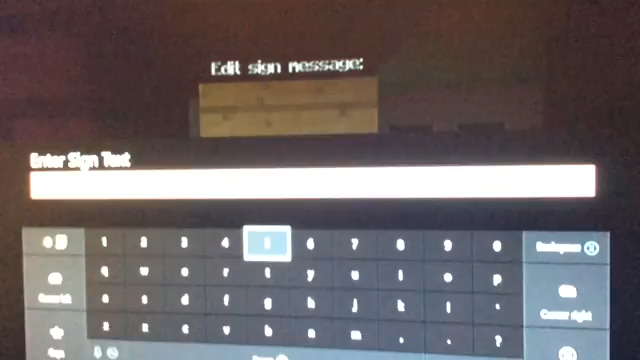 Edit sign message:
Enter Sign Text
1 2 3 4 5 6 7 8 9 0 Backspace
q w e r t y u i o p
a s d f g h j k l ' Cursor right
z x c v b n m , . ?